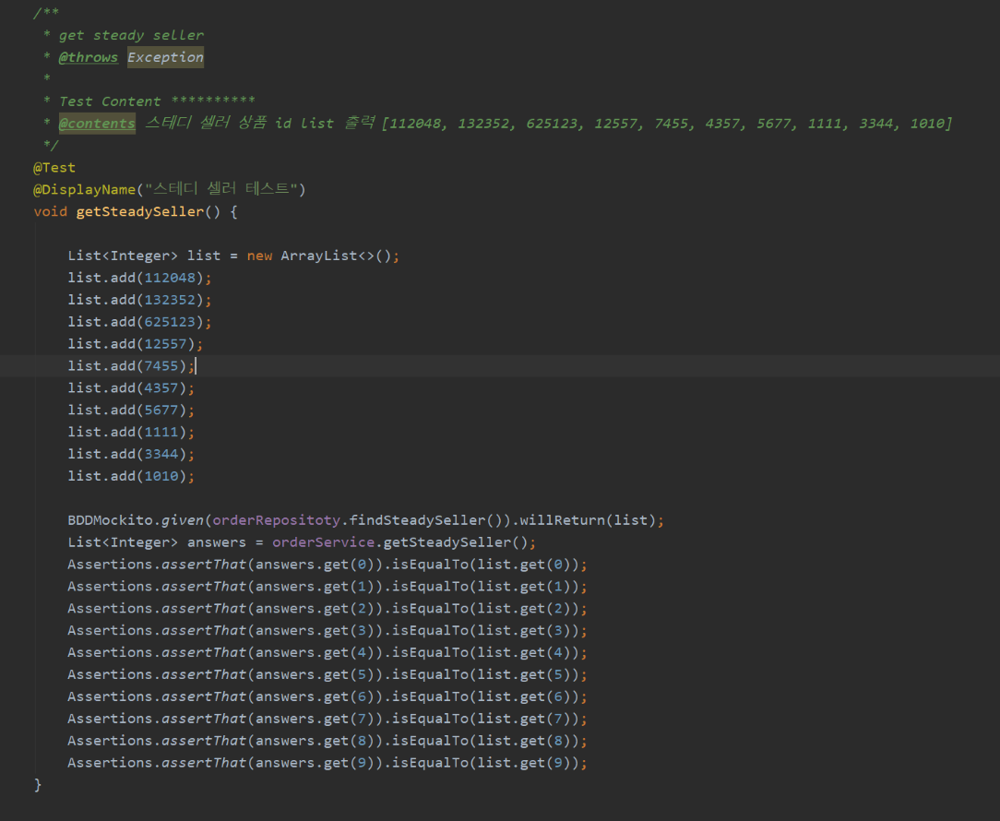 /**
 * get steady seller
 * @throws Exception
 *
 * Test Content **********
 * @contents 스테디 셀러 상품 id list 출력 [112048, 132352, 625123, 12557, 7455, 4357, 5677, 1111, 3344, 1010]
 */
@Test
@DisplayName("스테디 셀러 테스트")
void getSteadySeller() {
List<Integer> list = new ArrayList<>();
list.add(112048);
list.add(132352);
list.add(625123);
list.add(12557);
list.add(7455);
list.add(4357);
list.add(5677);
list.add(1111);
list.add(3344);
list.add(1010);
BDDMockito.given(orderRepositoty.findSteadySeller()).willReturn(list);
List<Integer> answers = orderService.getSteadySeller();
Assertions.assertThat(answers.get(0)).isEqualTo(list.get(0));
Assertions.assertThat(answers.get(1)).isEqualTo(list.get(1));
Assertions.assertThat(answers.get(2)).isEqualTo(list.get(2));
Assertions.assertThat(answers.get(3)).isEqualTo(list.get(3));
Assertions.assertThat(answers.get(4)).isEqualTo(list.get(4));
Assertions.assertThat(answers.get(5)).isEqualTo(list.get(5));
Assertions.assertThat(answers.get(6)).isEqualTo(list.get(6));
Assertions.assertThat(answers.get(7)).isEqualTo(list.get(7));
Assertions.assertThat(answers.get(8)).isEqualTo(list.get(8));
Assertions.assertThat(answers.get(9)).isEqualTo(list.get(9));
}